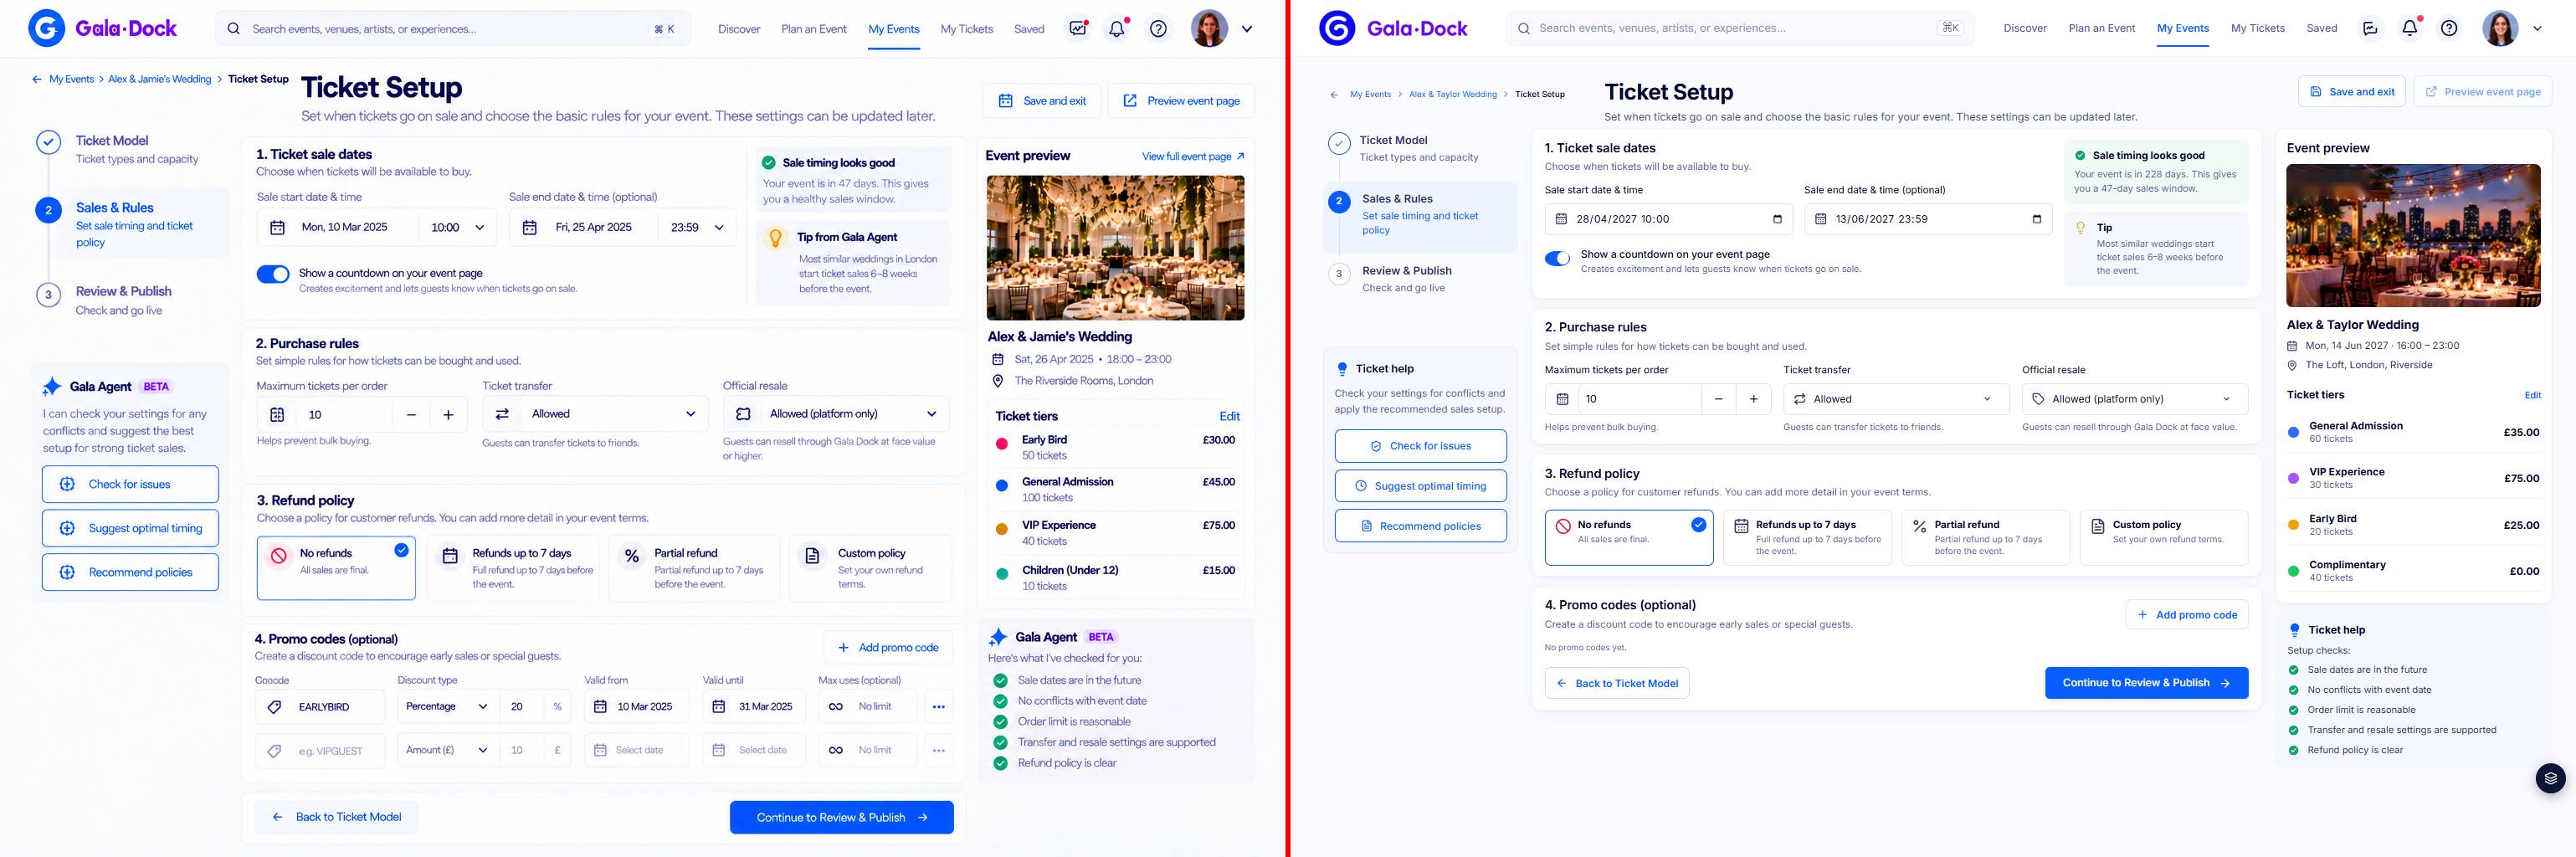 Gala·Dock
Search events, venues, artists, or experiences...
⌘ K
Discover
Plan an Event
My Events
My Tickets
Saved
My Events > Alex & Jamie's Wedding > Ticket Setup
Ticket Setup
Set when tickets go on sale and choose the basic rules for your event. These settings can be updated later.
Save and exit
Preview event page
Ticket Model
Ticket types and capacity
2
Sales & Rules
Set sale timing and ticket
policy
3
Review & Publish
Check and go live
Gala Agent BETA
I can check your settings for any
conflicts and suggest the best
setup for strong ticket sales.
Check for issues
Suggest optimal timing
Recommend policies
1. Ticket sale dates
Choose when tickets will be available to buy.
Sale start date & time
Mon, 10 Mar 2025
10:00
Sale end date & time (optional)
Fri, 25 Apr 2025
23:59
Show a countdown on your event page
Creates excitement and lets guests know when tickets go on sale.
Sale timing looks good
Your event is in 47 days. This gives
you a healthy sales window.
Tip from Gala Agent
Most similar weddings in London
start ticket sales 6–8 weeks
before the event.
2. Purchase rules
Set simple rules for how tickets can be bought and used.
Maximum tickets per order
10
Helps prevent bulk buying.
Ticket transfer
Allowed
Guests can transfer tickets to friends.
Official resale
Allowed (platform only)
Guests can resell through Gala Dock at face value
or higher.
3. Refund policy
Choose a policy for customer refunds. You can add more detail in your event terms.
No refunds
All sales are final.
Refunds up to 7 days
Full refund up to 7 days before
the event.
Partial refund
Partial refund up to 7 days
before the event.
Custom policy
Set your own refund
terms.
4. Promo codes (optional)
Create a discount code to encourage early sales or special guests.
Add promo code
Discount type
Valid from
Valid until
Max uses (optional)
EARLYBIRD
Percentage
20
%
10 Mar 2025
31 Mar 2025
No limit
e.g. VIPGUEST
Amount (£)
10
£
Select date
Select date
No limit
Back to Ticket Model
Continue to Review & Publish
Event preview
View full event page
Alex & Jamie's Wedding
Sat, 26 Apr 2025 • 18:00 – 23:00
The Riverside Rooms, London
Ticket tiers
Edit
Early Bird
50 tickets
£30.00
General Admission
100 tickets
£45.00
VIP Experience
40 tickets
£75.00
Children (Under 12)
10 tickets
£15.00
Gala Agent BETA
Here's what I've checked for you:
Sale dates are in the future
No conflicts with event date
Order limit is reasonable
Transfer and resale settings are supported
Refund policy is clear
Gala·Dock
Search events, venues, artists, or experiences...
⌘K
Discover
Plan an Event
My Events
My Tickets
Saved
My Events > Alex & Taylor Wedding > Ticket Setup
Ticket Setup
Set when tickets go on sale and choose the basic rules for your event. These settings can be updated later.
Save and exit
Preview event page
Ticket Model
Ticket types and capacity
2
Sales & Rules
Set sale timing and ticket
policy
3
Review & Publish
Check and go live
Ticket help
Check your settings for conflicts and
apply the recommended sales setup.
Check for issues
Suggest optimal timing
Recommend policies
1. Ticket sale dates
Choose when tickets will be available to buy.
Sale start date & time
28/04/2027 10:00
Sale end date & time (optional)
13/06/2027 23:59
Show a countdown on your event page
Creates excitement and lets guests know when tickets go on sale.
Sale timing looks good
Your event is in 228 days. This gives
you a 47-day sales window.
Tip
Most similar weddings start
ticket sales 6–8 weeks before
the event.
2. Purchase rules
Set simple rules for how tickets can be bought and used.
Maximum tickets per order
10
Helps prevent bulk buying.
Ticket transfer
Allowed
Guests can transfer tickets to friends.
Official resale
Allowed (platform only)
Guests can resell through Gala Dock at face value or higher.
3. Refund policy
Choose a policy for customer refunds. You can add more detail in your event terms.
No refunds
All sales are final.
Refunds up to 7 days
Full refund up to 7 days before
the event.
Partial refund
Partial refund up to 7 days
before the event.
Custom policy
Set your own refund terms.
4. Promo codes (optional)
Create a discount code to encourage early sales or special guests.
Add promo code
No promo codes yet.
Back to Ticket Model
Continue to Review & Publish
Event preview
Alex & Taylor Wedding
Mon, 14 Jun 2027 · 16:00 – 23:00
The Loft, London, Riverside
Ticket tiers
Edit
General Admission
60 tickets
£35.00
VIP Experience
30 tickets
£75.00
Early Bird
20 tickets
£25.00
Complimentary
40 tickets
£0.00
Ticket help
Setup checks:
Sale dates are in the future
No conflicts with event date
Order limit is reasonable
Transfer and resale settings are supported
Refund policy is clear